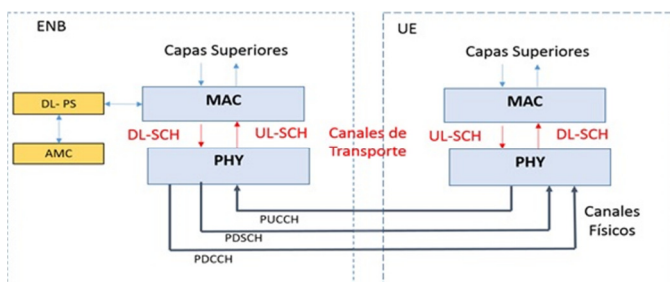 ENB
UE
Capas Superiores
Capas Superiores
DL- PS
MAC
MAC
DL-SCH
UL-SCH
Canales de
Transporte
UL-SCH
DL-SCH
AMC
PHY
PHY
PUCCH
PDSCH
PDCCH
Canales
Físicos